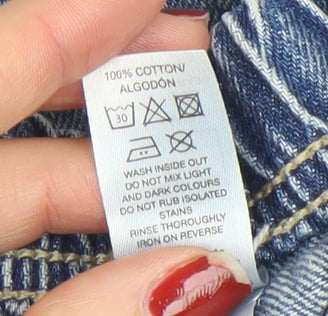 100% COTTON/
ALGODÓN
30
WASH INSIDE OUT
DO NOT MIX LIGHT
AND DARK COLOURS
DO NOT RUB ISOLATED
STAINS
RINSE THOROUGHLY
IRON ON REVERSE